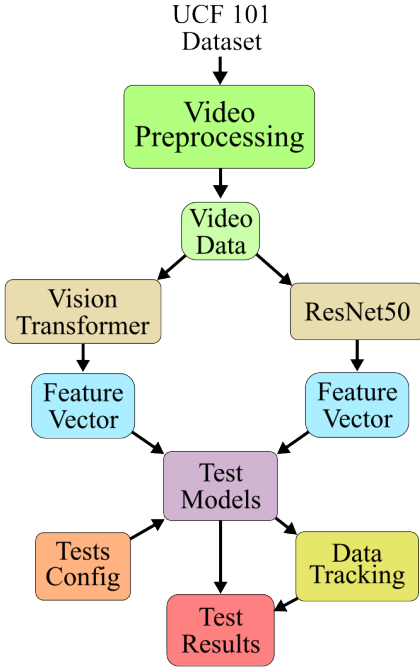 UCF 101
Dataset
Video
Preprocessing
Video
Data
Vision
Transformer
ResNet50
Feature
Vector
Feature
Vector
Test
Models
Tests
Config
Data
Tracking
Test
Results